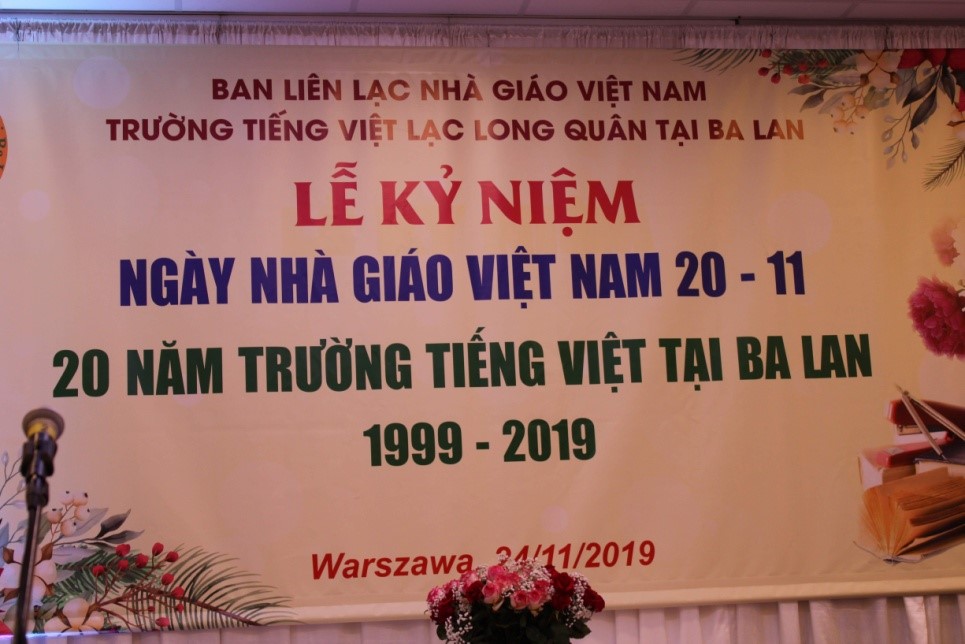 BAN LIÊN LẠC NHÀ GIÁO VIỆT NAM
TRƯỜNG TIẾNG VIỆT LẠC LONG QUÂN TẠI BA LAN
LỄ KỶ NIỆM
NGÀY NHÀ GIÁO VIỆT NAM 20 - 11
20 NĂM TRƯỜNG TIẾNG VIỆT TẠI BA LAN
1999 - 2019
Warszawa, 24/11/2019